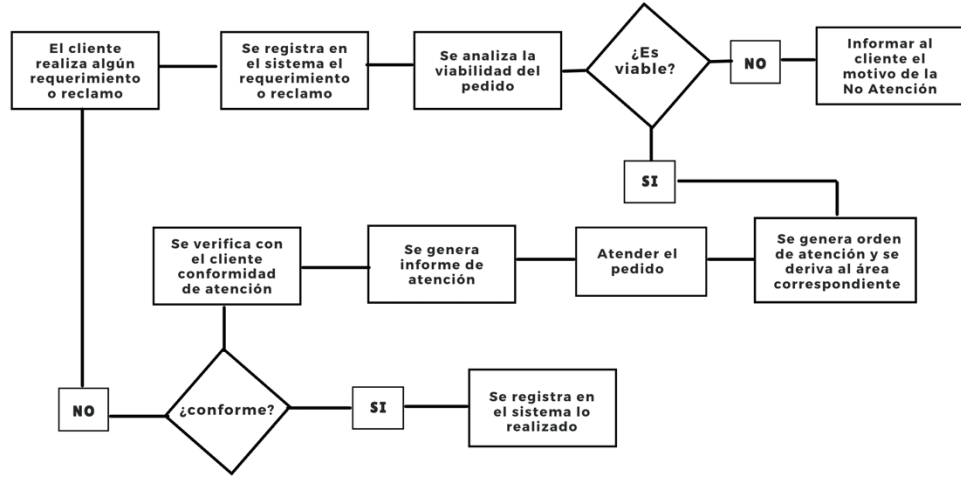 El cliente
realiza algún
requerimiento
o reclamo
Se registra en
el sistema el
requerimiento
o reclamo
Se analiza la
viabilidad del
pedido
¿Es
viable?
NO
Informar al
cliente el
motivo de la
No Atención
SI
Se genera orden
de atención y se
deriva al área
correspondiente
Atender el
pedido
Se genera
informe de
atención
Se verifica con
el cliente
conformidad
de atención
¿conforme?
NO
SI
Se registra en
el sistema lo
realizado